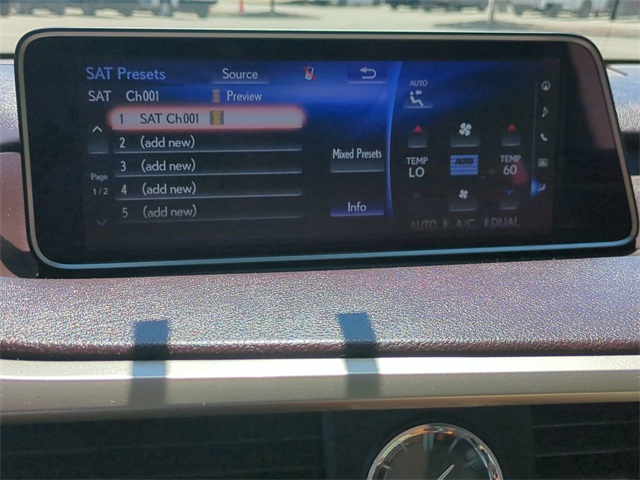 SAT Presets Source
SAT Ch001 Preview
1 SAT Ch001
2 (add new)
3 (add new)
Page
1/2
4 (add new)
5 (add new)
Mixed Presets
Info
AUTO
TEMP
LO
AUTO
TEMP
60
AUTO A/C DUAL